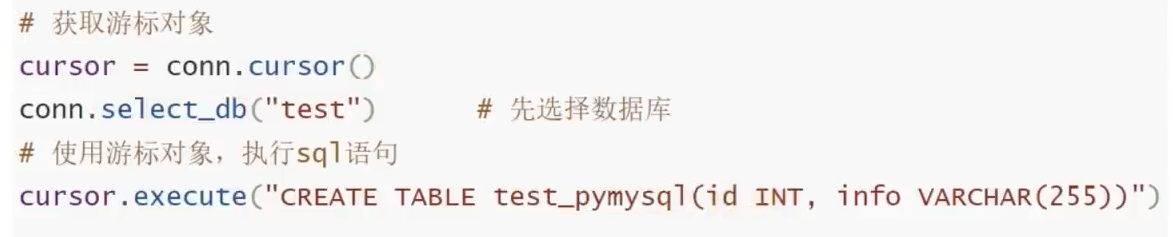 # 获取游标对象
cursor = conn.cursor()
conn.select_db("test")      # 先选择数据库
# 使用游标对象，执行sql语句
cursor.execute("CREATE TABLE test_pymysql(id INT, info VARCHAR(255))")